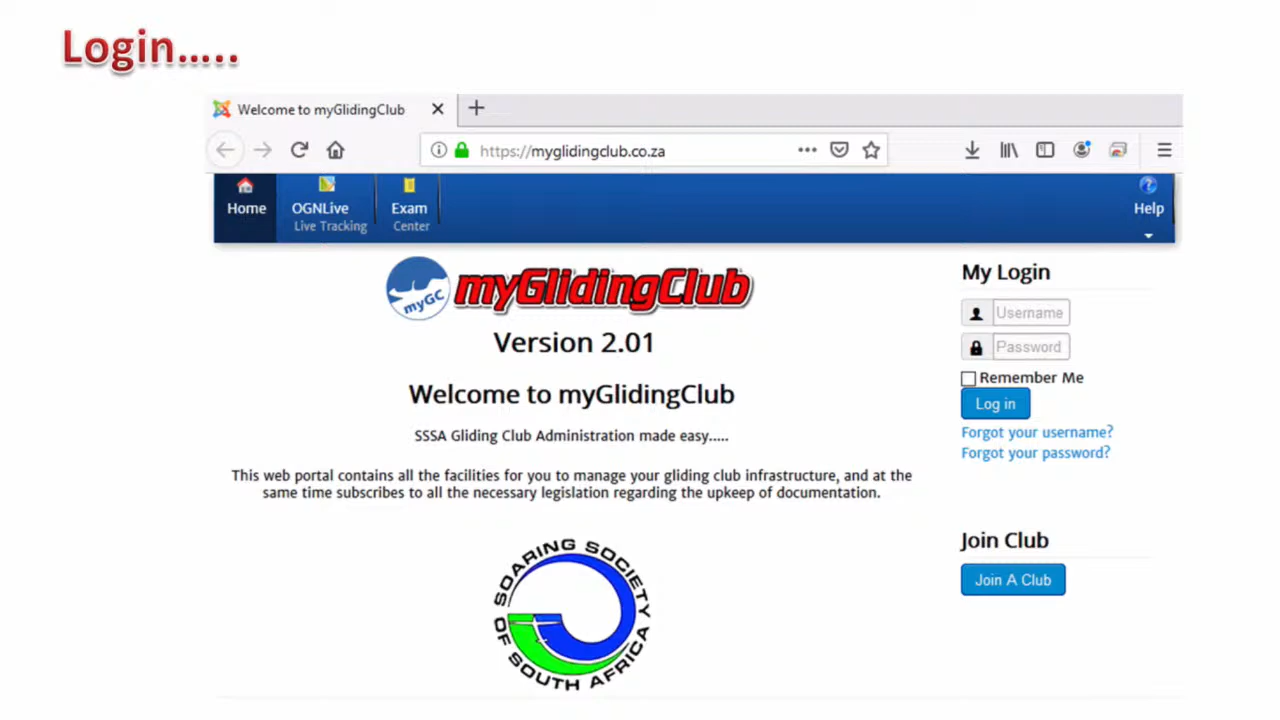 Login.....
Welcome to myGlidingClub
https://myglidingclub.co.za
Home
OGNLive
Live Tracking
Exam
Center
Help
myGC
myGlidingClub
Version 2.01
Welcome to myGlidingClub
SSSA Gliding Club Administration made easy.....
This web portal contains all the facilities for you to manage your gliding club infrastructure, and at the
same time subscribes to all the necessary legislation regarding the upkeep of documentation.
SOARING SOCIETY
OF SOUTH AFRICA
My Login
Username
Password
Remember Me
Log in
Forgot your username?
Forgot your password?
Join Club
Join A Club